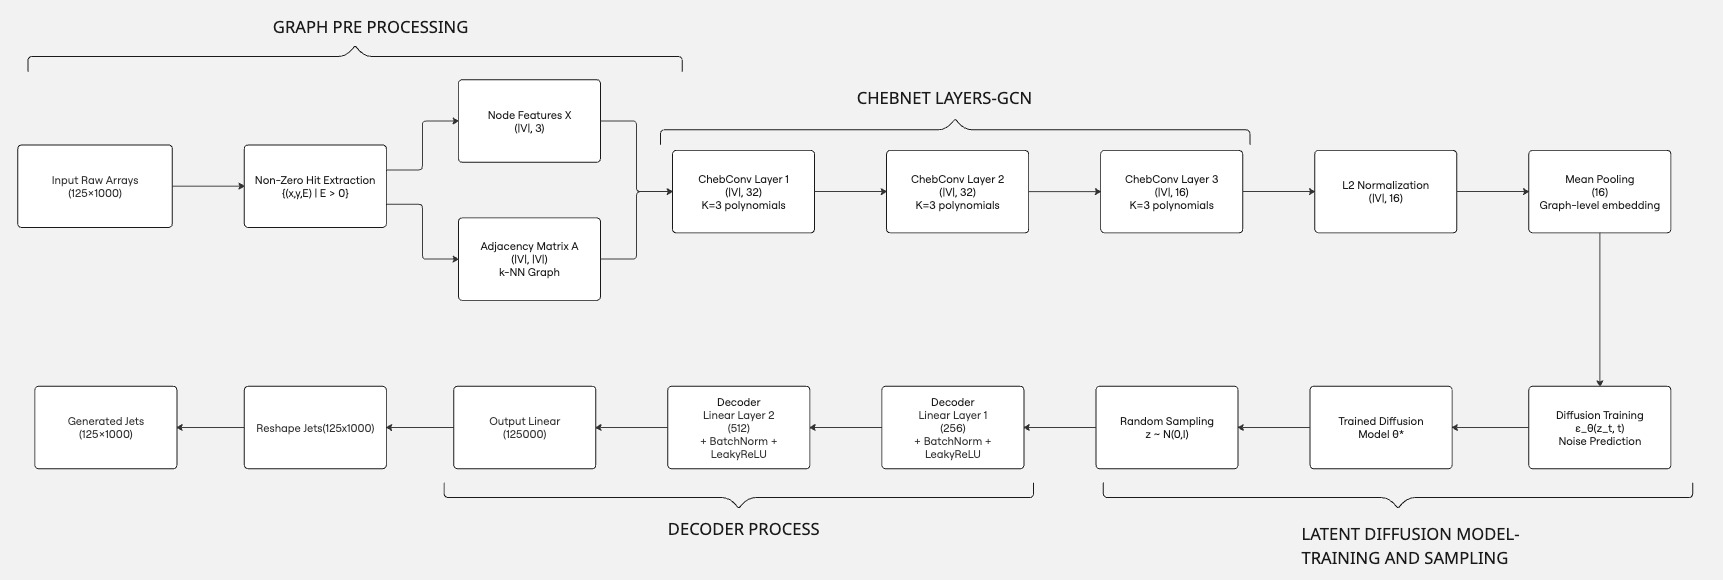 GRAPH PRE PROCESSING
Input Raw Arrays
(125×1000)
Non-Zero Hit Extraction
{(x,y,E) | E > 0}
Node Features X
(|V|, 3)
Adjacency Matrix A
(|V|, |V|)
k-NN Graph
CHEBNET LAYERS-GCN
ChebConv Layer 1
(|V|, 32)
K=3 polynomials
ChebConv Layer 2
(|V|, 32)
K=3 polynomials
ChebConv Layer 3
(|V|, 16)
K=3 polynomials
L2 Normalization
(|V|, 16)
Mean Pooling
(16)
Graph-level embedding
Diffusion Training
ε_θ(z_t, t)
Noise Prediction
Trained Diffusion
Model θ*
Random Sampling
z ~ N(0,I)
LATENT DIFFUSION MODEL-
TRAINING AND SAMPLING
Decoder
Linear Layer 1
(256)
+ BatchNorm +
LeakyReLU
Decoder
Linear Layer 2
(512)
+ BatchNorm +
LeakyReLU
Output Linear
(125000)
DECODER PROCESS
Reshape Jets(125x1000)
Generated Jets
(125×1000)